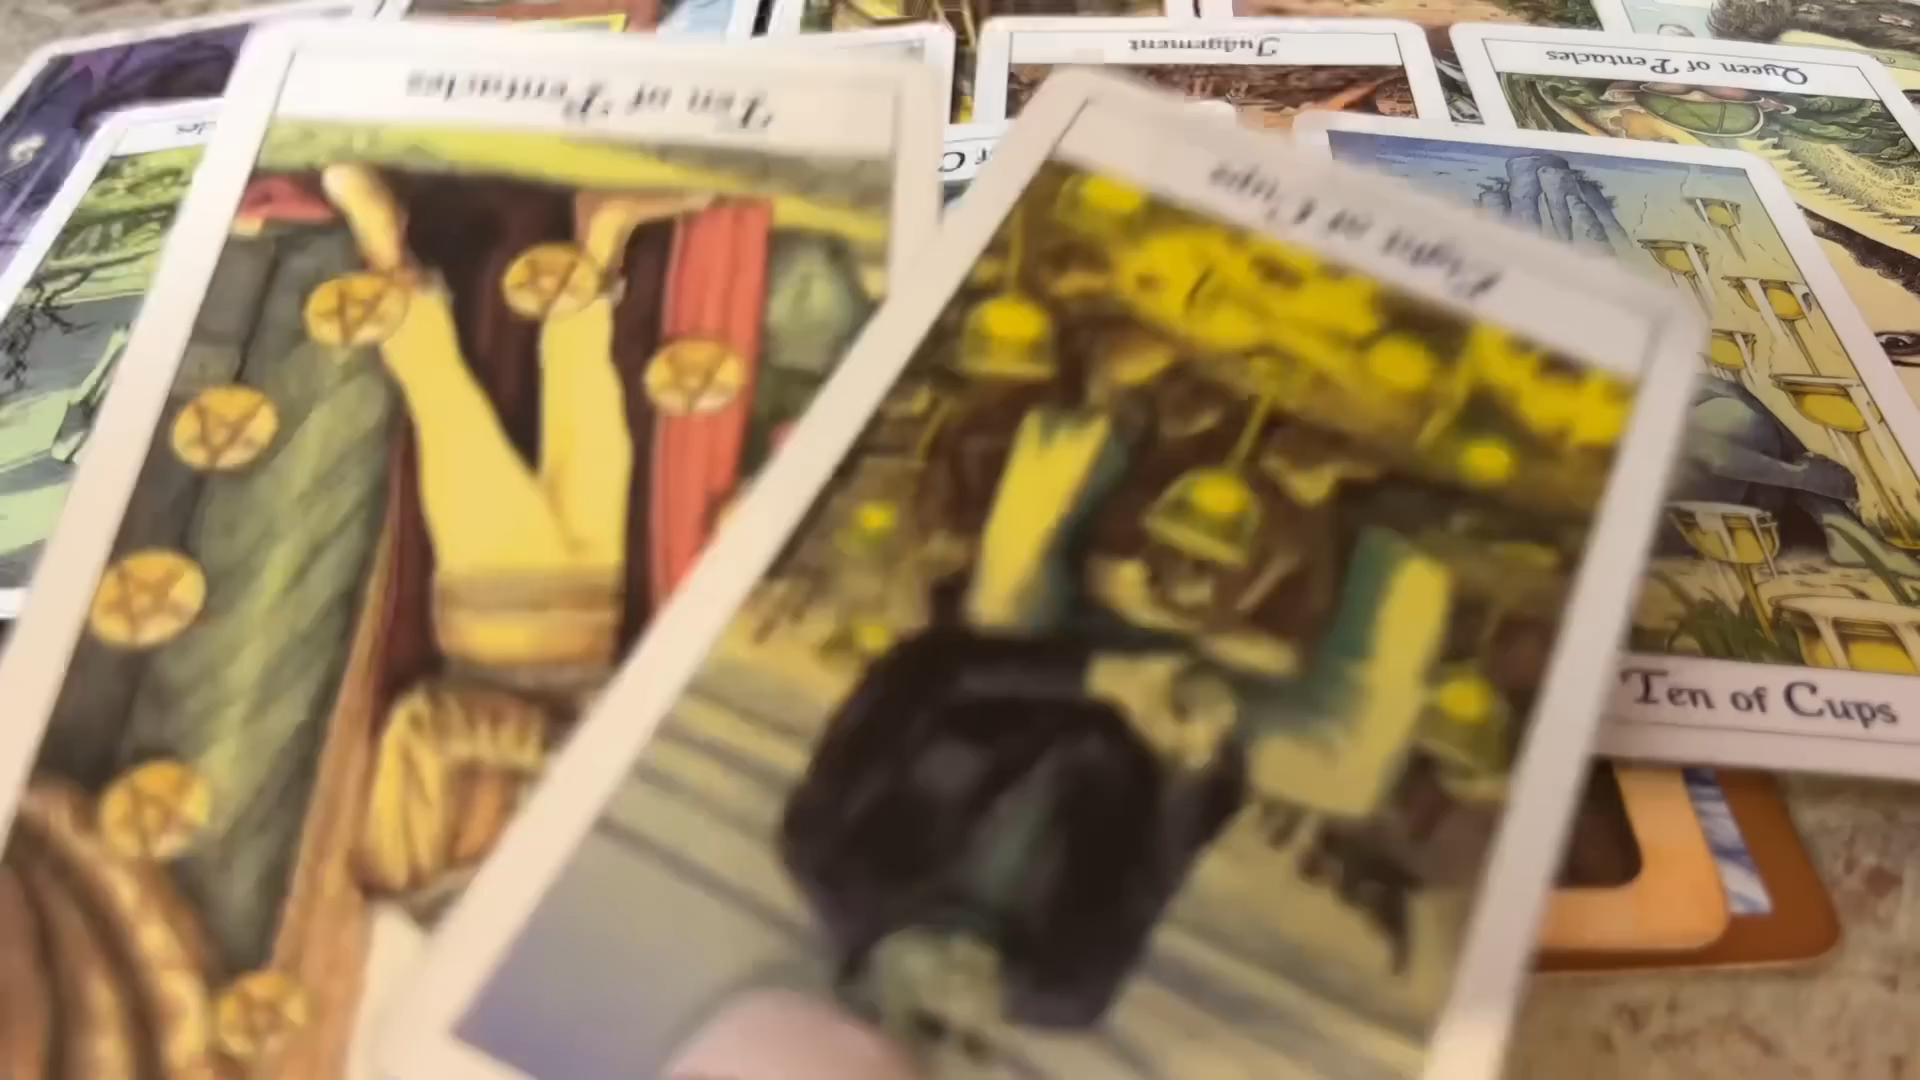 Judgement
Queen of Pentacles
Ten of Pentacles
Eight of Cups
Ten of Cups